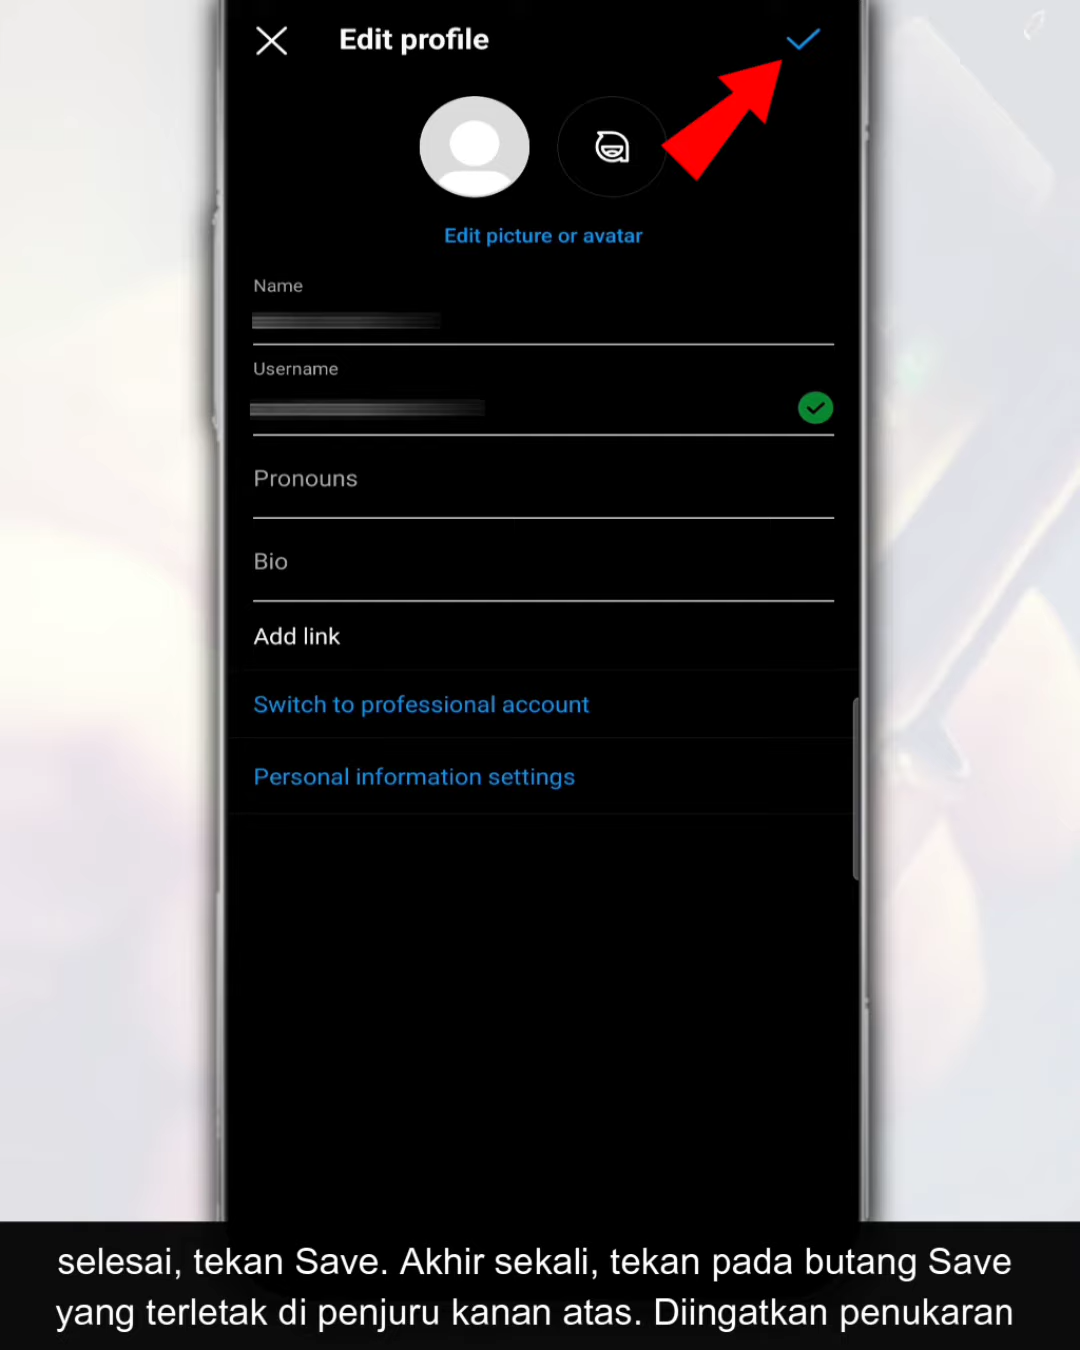 Edit profile
Edit picture or avatar
Name
Username
Pronouns
Bio
Add link
Switch to professional account
Personal information settings
selesai, tekan Save. Akhir sekali, tekan pada butang Save
yang terletak di penjuru kanan atas. Diingatkan penukaran